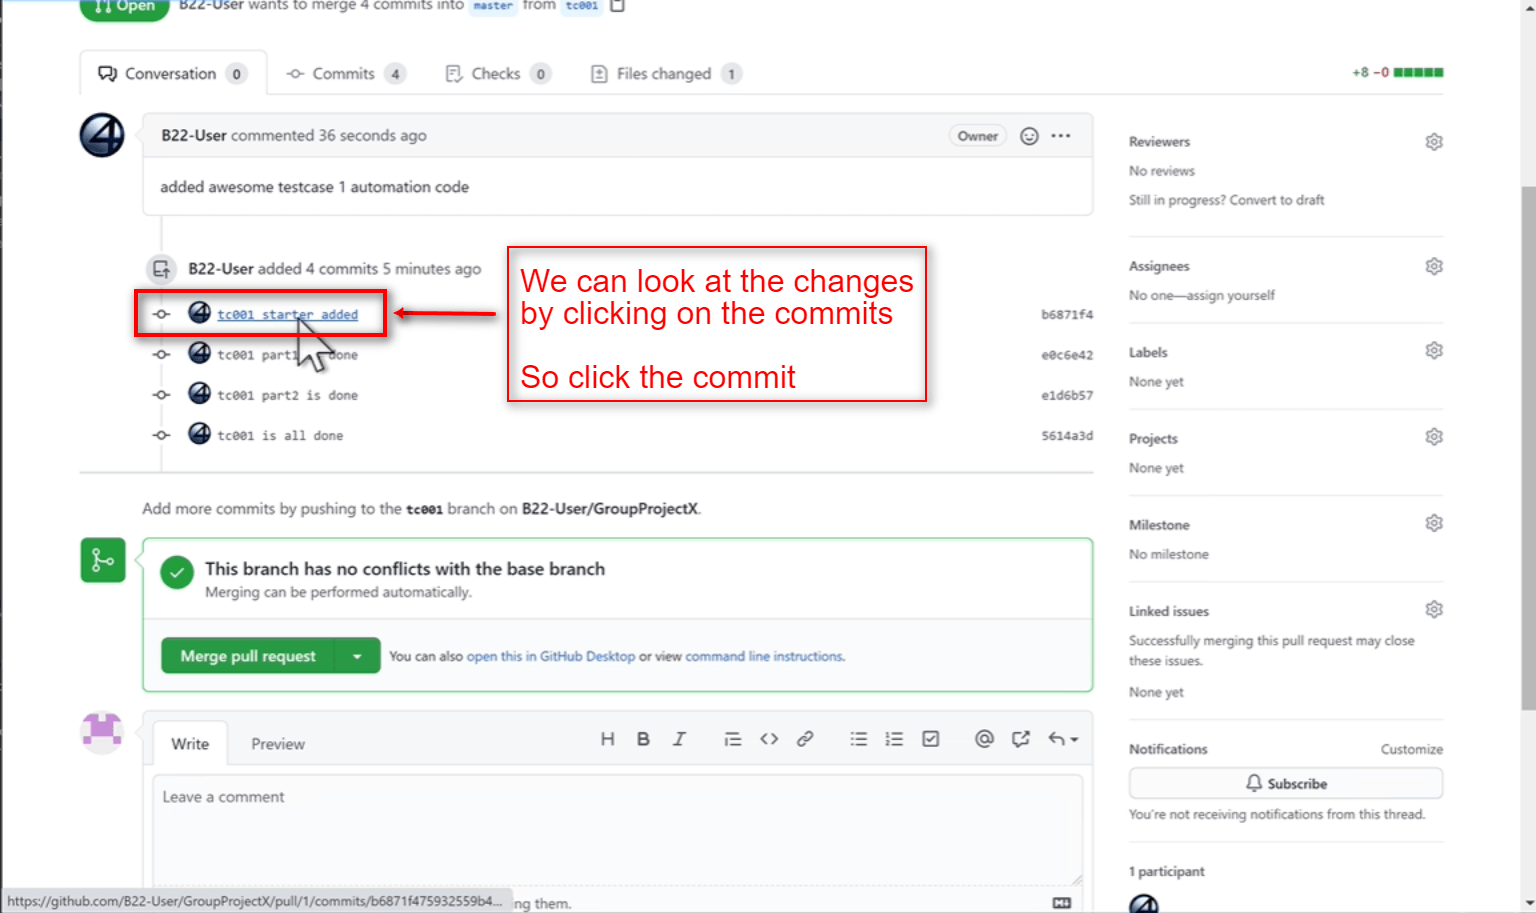 Open B22-User wants to merge 4 commits into master from tc001
Conversation 0 Commits 4 Checks 0 Files changed 1 +8 −0
B22-User commented 36 seconds ago Owner
added awesome testcase 1 automation code
B22-User added 4 commits 5 minutes ago
tc001 starter added b6871f4
tc001 part1 done e0c6e42
tc001 part2 is done e1d6b57
tc001 is all done 5614a3d
We can look at the changes
by clicking on the commits
So click the commit
Add more commits by pushing to the tc001 branch on B22-User/GroupProjectX.
This branch has no conflicts with the base branch
Merging can be performed automatically.
Merge pull request You can also open this in GitHub Desktop or view command line instructions.
Write Preview H B I
Leave a comment
https://github.com/B22-User/GroupProjectX/pull/1/commits/b6871f475932559b4... ng them.
Reviewers
No reviews
Still in progress? Convert to draft
Assignees
No one—assign yourself
Labels
None yet
Projects
None yet
Milestone
No milestone
Linked issues
Successfully merging this pull request may close
these issues.
None yet
Notifications Customize
Subscribe
You're not receiving notifications from this thread.
1 participant